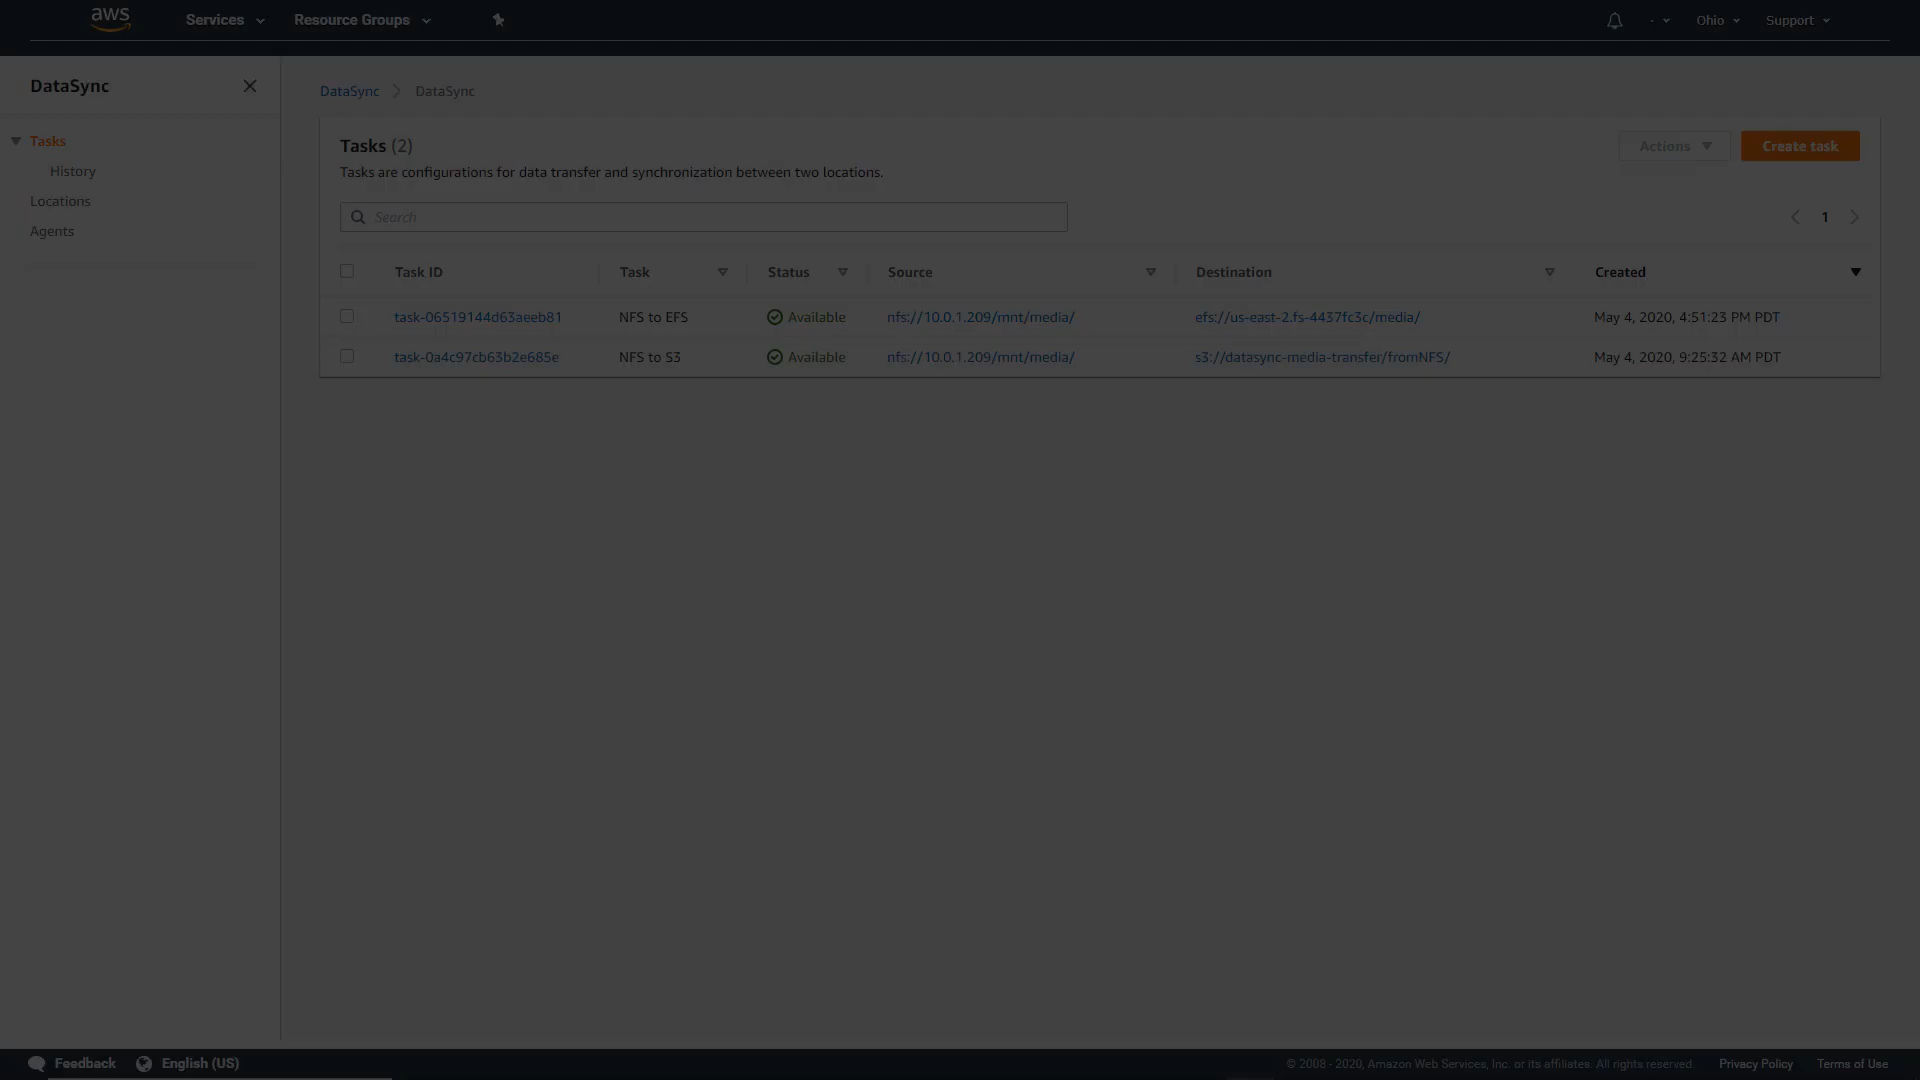 aws Services Resource Groups Ohio Support
DataSync
Tasks
History
Locations
Agents
DataSync DataSync
Tasks (2) Actions Create task
Tasks are configurations for data transfer and synchronization between two locations.
Search 1
Task ID Task Status Source Destination Created
task-06519144d63aeeb81 NFS to EFS Available nfs://10.0.1.209/mnt/media/ efs://us-east-2.fs-4437fc3c/media/ May 4, 2020, 4:51:23 PM PDT
task-0a4c97cb63b2e685e NFS to S3 Available nfs://10.0.1.209/mnt/media/ s3://datasync-media-transfer/fromNFS/ May 4, 2020, 9:25:32 AM PDT
Feedback English (US) © 2008 - 2020, Amazon Web Services, Inc. or its affiliates. All rights reserved. Privacy Policy Terms of Use